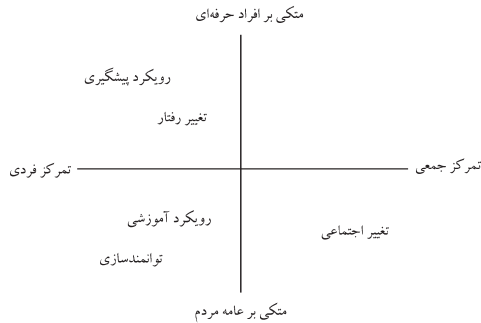 متکی بر افراد حرفه‌ای
رویکرد پیشگیری
تغییر رفتار
تمرکز جمعی
تمرکز فردی
رویکرد آموزشی
تغییر اجتماعی
توانمندسازی
متکی بر عامه مردم